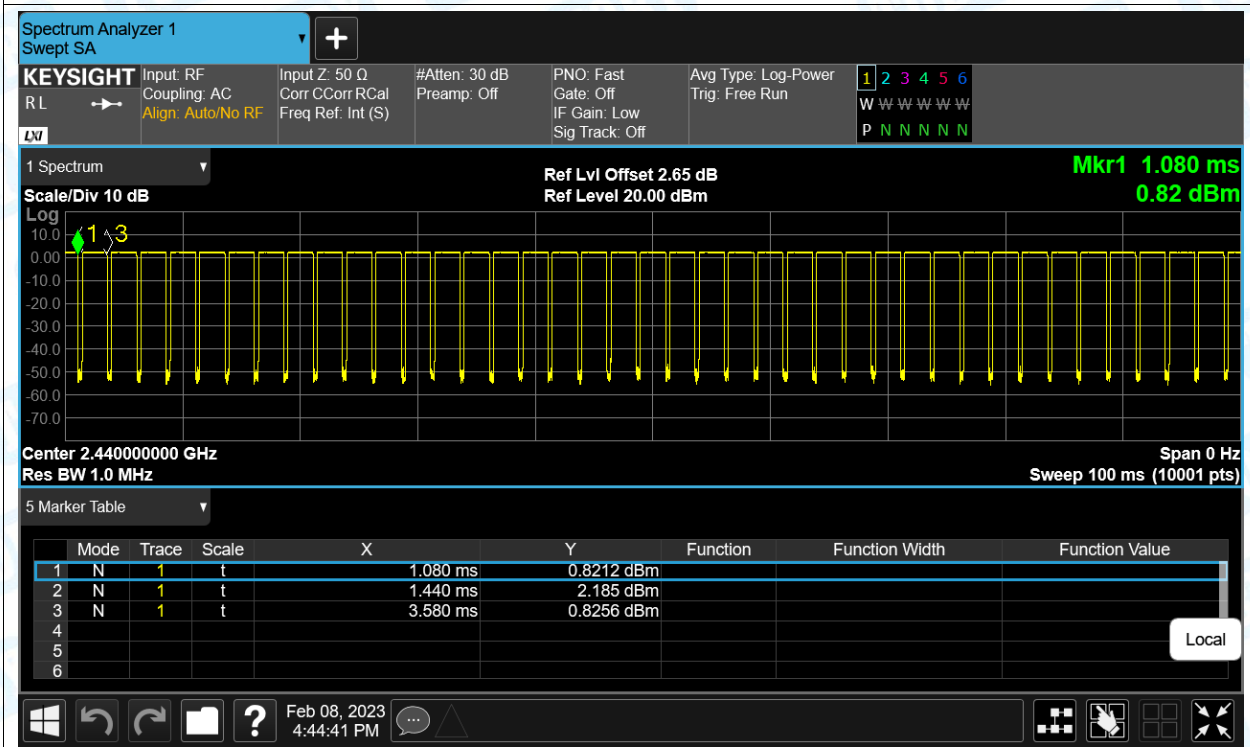 Spectrum Analyzer 1
Swept SA
KEYSIGHT
R L
LXI
Input: RF
Coupling: AC
Align: Auto/No RF
Input Z: 50 Ω
Corr CCorr RCal
Freq Ref: Int (S)
#Atten: 30 dB
Preamp: Off
PNO: Fast
Gate: Off
IF Gain: Low
Sig Track: Off
Avg Type: Log-Power
Trig: Free Run
1 2 3 4 5 6
W W W W W W
P N N N N N
1 Spectrum
Scale/Div 10 dB
Ref Lvl Offset 2.65 dB
Ref Level 20.00 dBm
Mkr1 1.080 ms
0.82 dBm
Log
1 3
10.0
0.00
-10.0
-20.0
-30.0
-40.0
-50.0
-60.0
-70.0
Center 2.440000000 GHz
Span 0 Hz
Res BW 1.0 MHz
Sweep 100 ms (10001 pts)
5 Marker Table
Mode Trace Scale X Y Function Function Width Function Value
1 N 1 t 1.080 ms 0.8212 dBm
2 N 1 t 1.440 ms 2.185 dBm
3 N 1 t 3.580 ms 0.8256 dBm
4
5
6
Local
?
Feb 08, 2023
4:44:41 PM